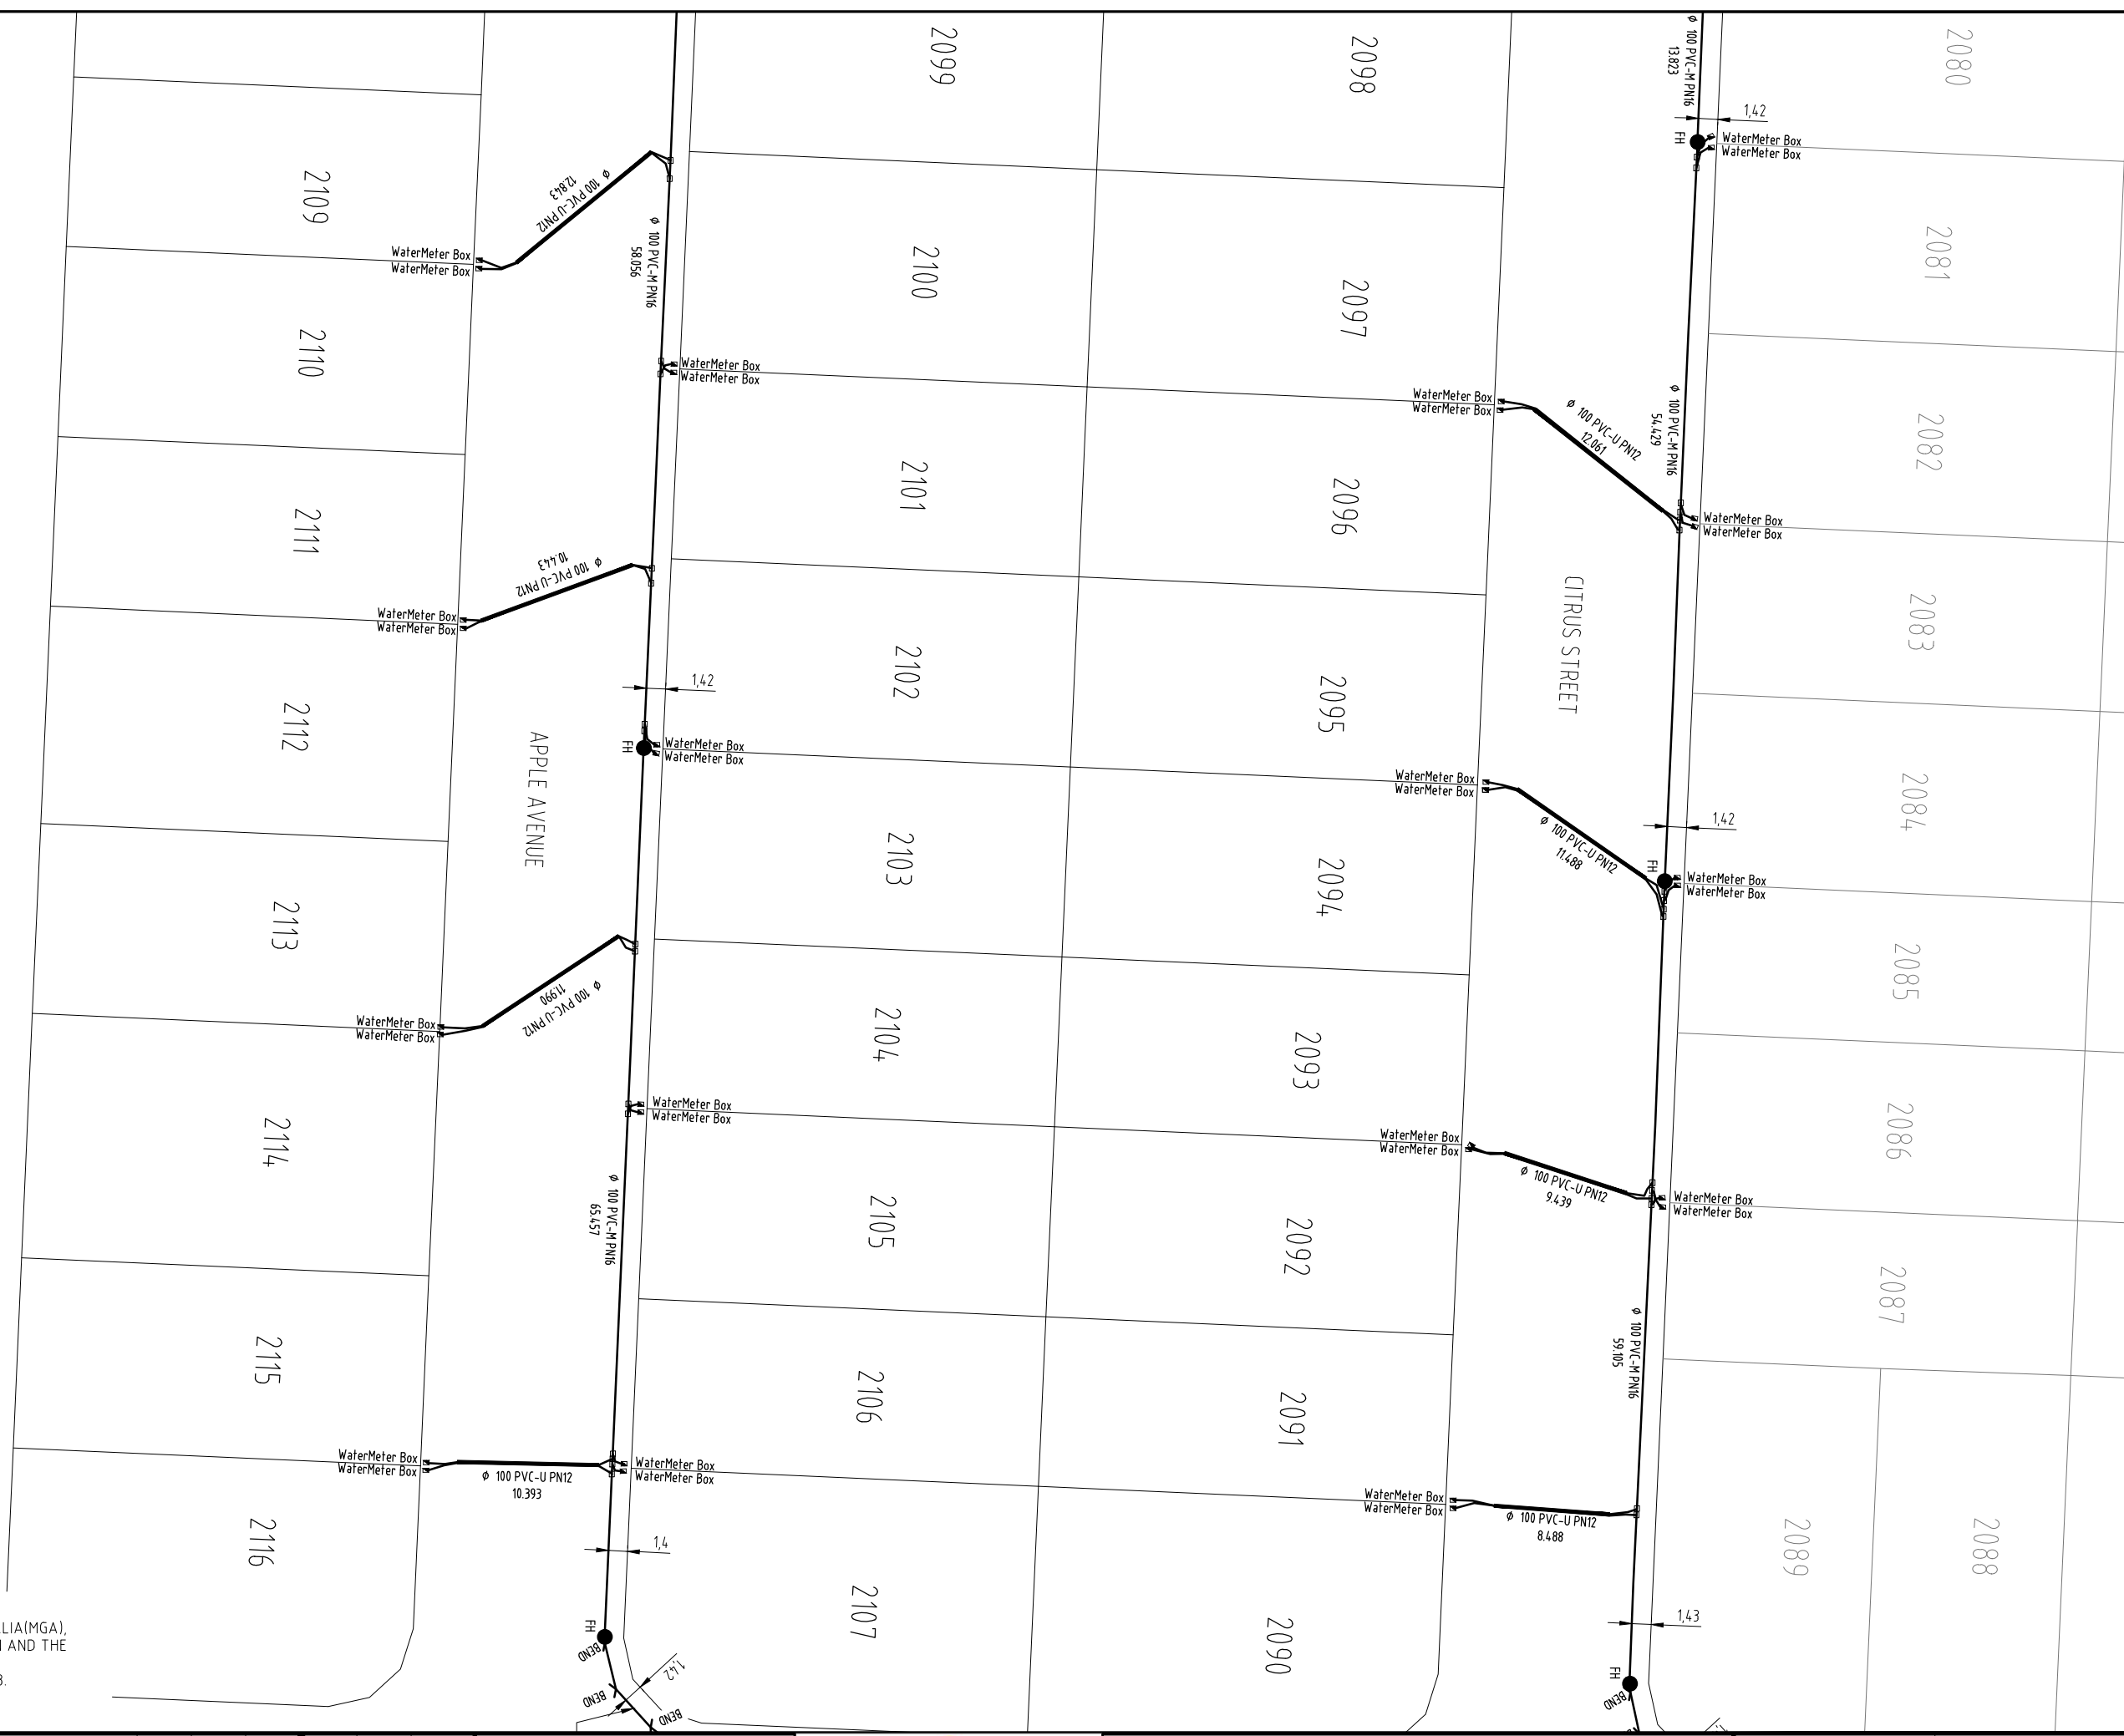 2099
2098
2080
Ø 100 PVC-M PN16
13.823
1,42
FH
WaterMeter Box
WaterMeter Box
2109
Ø 100 PVC-U PN12
12.843
Ø 100 PVC-M PN16
58.056
2100
2097
2081
WaterMeter Box
WaterMeter Box
2110
WaterMeter Box
WaterMeter Box
WaterMeter Box
WaterMeter Box
Ø 100 PVC-U PN12
12.061
Ø 100 PVC-M PN16
54.429
2082
2111
2101
2096
WaterMeter Box
WaterMeter Box
Ø 100 PVC-U PN12
10.443
WaterMeter Box
WaterMeter Box
CITRUS STREET
2083
2112
1,42
2102
2095
FH
WaterMeter Box
WaterMeter Box
APPLE AVENUE
WaterMeter Box
WaterMeter Box
2084
1,42
2103
2094
Ø 100 PVC-U PN12
11.488
FH
WaterMeter Box
WaterMeter Box
2113
Ø 100 PVC-U PN12
11.990
2085
WaterMeter Box
WaterMeter Box
2104
2093
2114
WaterMeter Box
WaterMeter Box
WaterMeter Box
WaterMeter Box
2086
Ø 100 PVC-U PN12
9.439
WaterMeter Box
WaterMeter Box
Ø 100 PVC-M PN16
65.457
2105
2092
2087
2115
2106
2091
Ø 100 PVC-M PN16
59.105
WaterMeter Box
WaterMeter Box
Ø 100 PVC-U PN12
10.393
WaterMeter Box
WaterMeter Box
WaterMeter Box
WaterMeter Box
Ø 100 PVC-U PN12
8.488
2116
1,4
2107
2090
2089
2088
1,43
LIA(MGA),
AND THE
3.
FH
BEND
BEND
1,42
BEND
FH
BEND